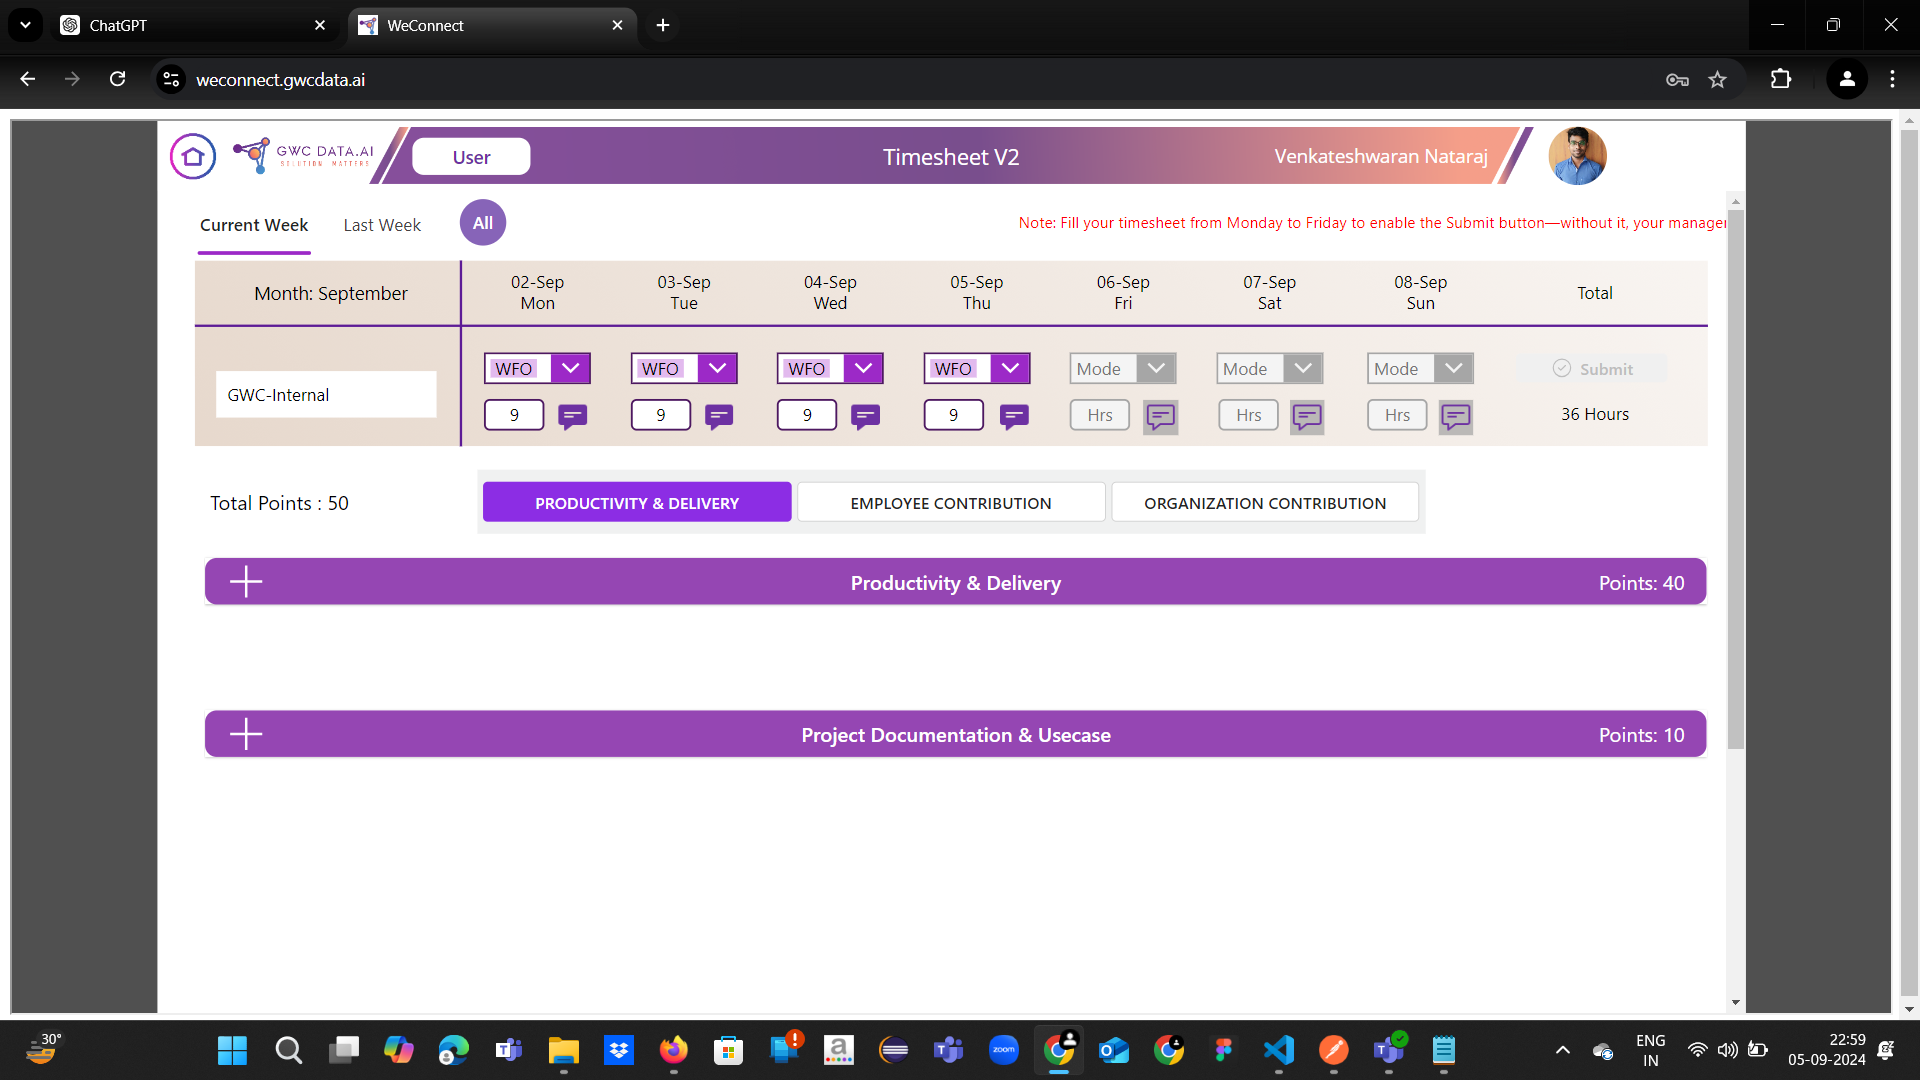 ChatGPT
WeConnect
weconnect.gwcdata.ai
GWC DATA.AI
SOLUTION MATTERS
User
Timesheet V2
Venkateshwaran Nataraj
Current Week
Last Week
All
Note: Fill your timesheet from Monday to Friday to enable the Submit button—without it, your manager
Month: September
02-Sep
Mon
03-Sep
Tue
04-Sep
Wed
05-Sep
Thu
06-Sep
Fri
07-Sep
Sat
08-Sep
Sun
Total
GWC-Internal
WFO
WFO
WFO
WFO
Mode
Mode
Mode
Submit
9
9
9
9
Hrs
Hrs
Hrs
36 Hours
Total Points : 50
PRODUCTIVITY & DELIVERY
EMPLOYEE CONTRIBUTION
ORGANIZATION CONTRIBUTION
Productivity & Delivery
Points: 40
Project Documentation & Usecase
Points: 10
30°
zoom
ENG
IN
22:59
05-09-2024